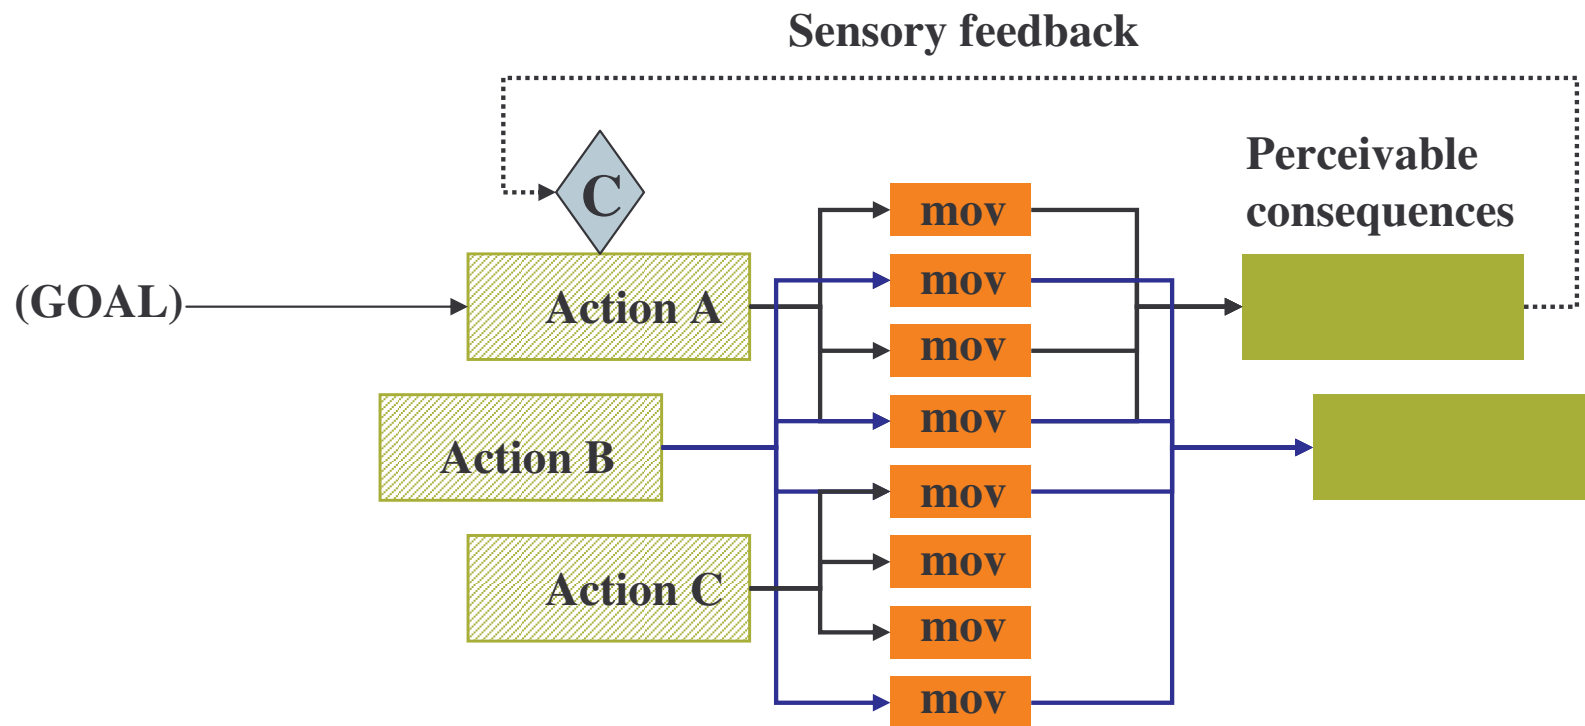 Sensory feedback
Perceivable
consequences
C
(GOAL)
Action A
Action B
Action C
mov
mov
mov
mov
mov
mov
mov
mov